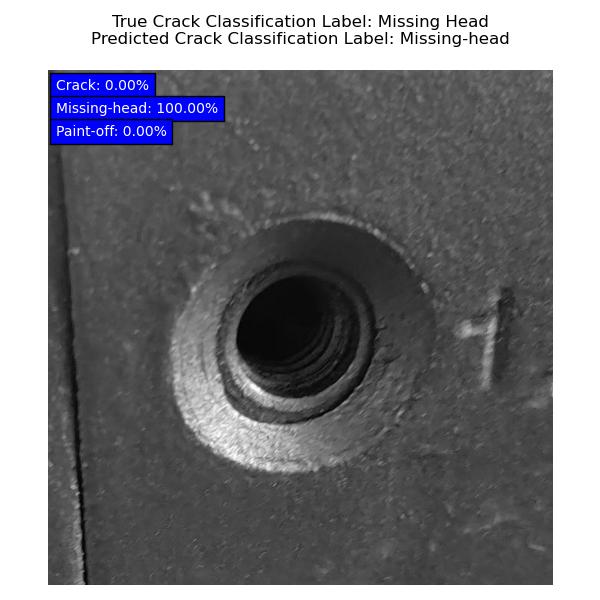 True Crack Classification Label: Missing Head
Predicted Crack Classification Label: Missing-head
Crack: 0.00%
Missing-head: 100.00%
Paint-off: 0.00%
1